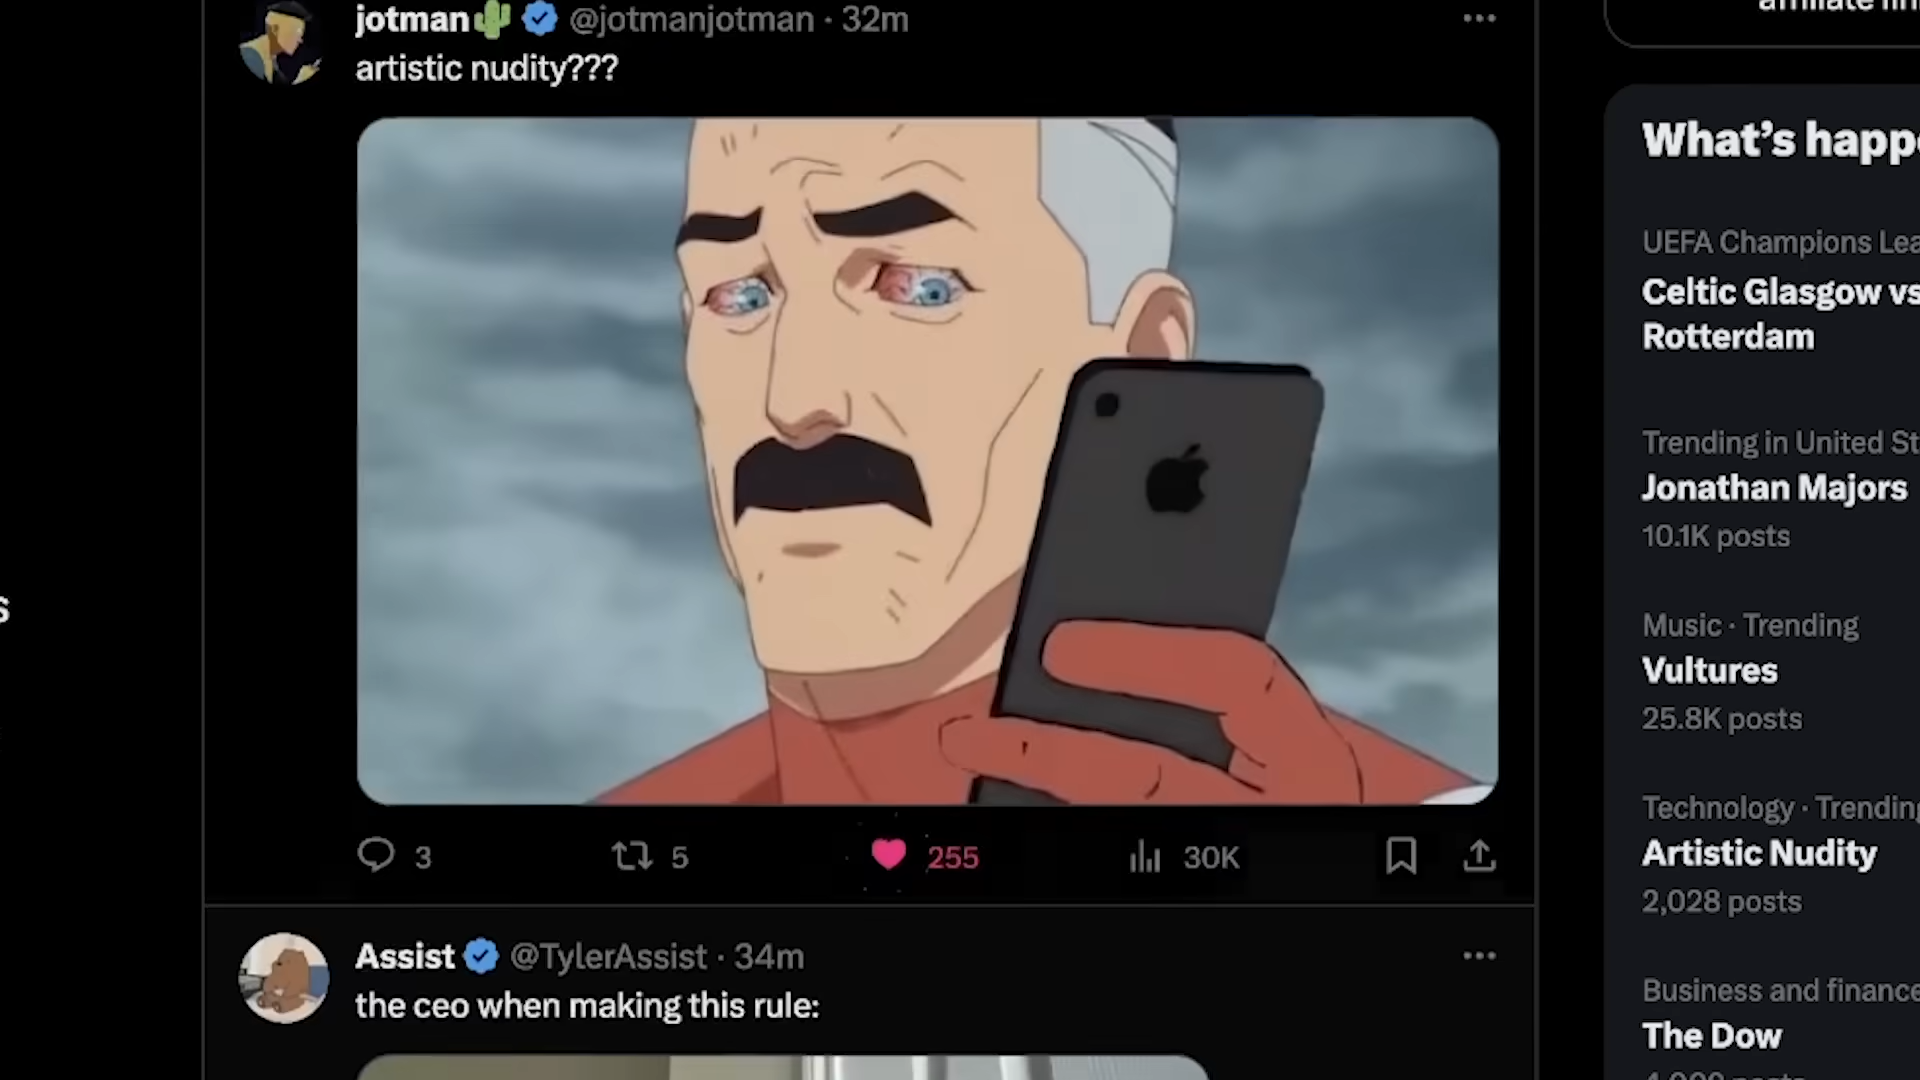 jotman🌵 @jotmanjotman · 32m
artistic nudity???
3
5
255
30K
Assist @TylerAssist · 34m
the ceo when making this rule:
What's happ
UEFA Champions Lea
Celtic Glasgow vs
Rotterdam
Trending in United St
Jonathan Majors
10.1K posts
Music · Trending
Vultures
25.8K posts
Technology · Trending
Artistic Nudity
2,028 posts
Business and finance
The Dow